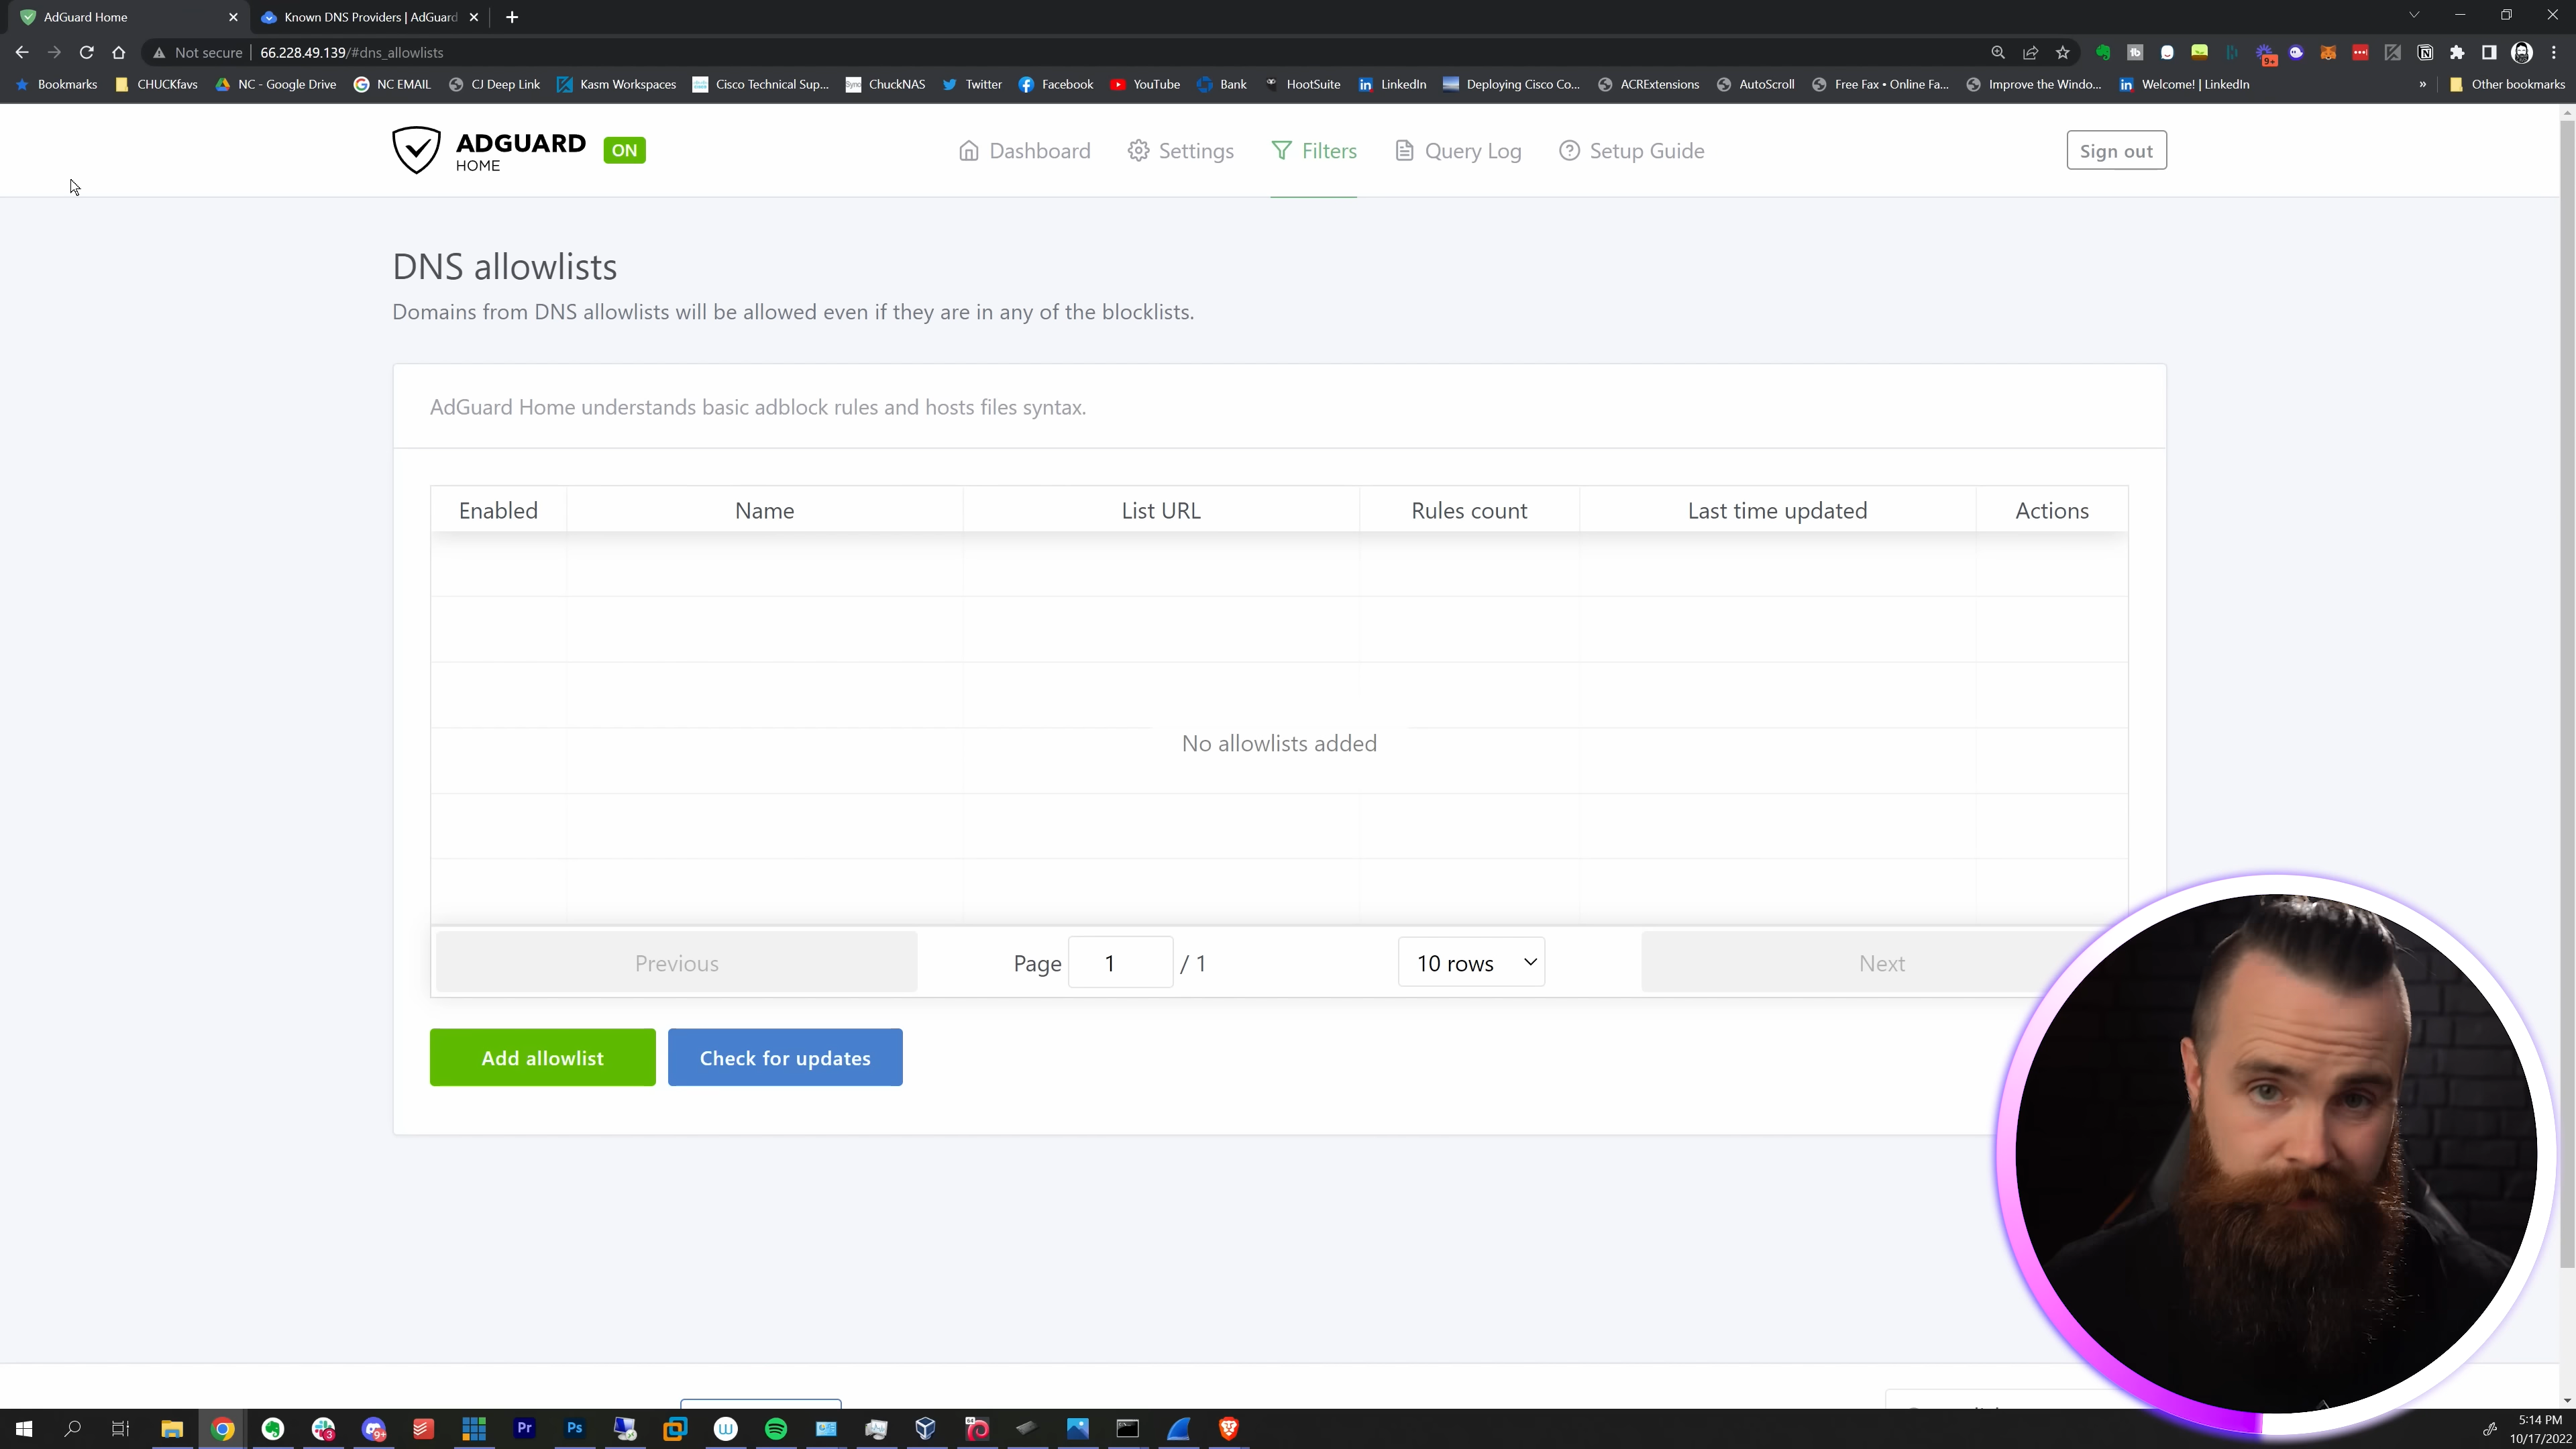 AdGuard Home
Known DNS Providers | AdGuard
Not secure
66.228.49.139/#dns_allowlists
9+
Bookmarks
CHUCKfavs
NC - Google Drive
NC EMAIL
CJ Deep Link
Kasm Workspaces
Cisco Technical Sup...
ChuckNAS
Twitter
Facebook
YouTube
Bank
HootSuite
LinkedIn
Deploying Cisco Co...
ACRExtensions
AutoScroll
Free Fax • Online Fa...
Improve the Windo...
Welcome! | LinkedIn
»
Other bookmarks
ADGUARD
HOME
ON
Dashboard
Settings
Filters
Query Log
Setup Guide
Sign out
DNS allowlists
Domains from DNS allowlists will be allowed even if they are in any of the blocklists.
AdGuard Home understands basic adblock rules and hosts files syntax.
Enabled
Name
List URL
Rules count
Last time updated
Actions
No allowlists added
Previous
Page
1
/ 1
10 rows
Next
Add allowlist
Check for updates
3
9+
Pr
Ps
5:14 PM
10/17/2022